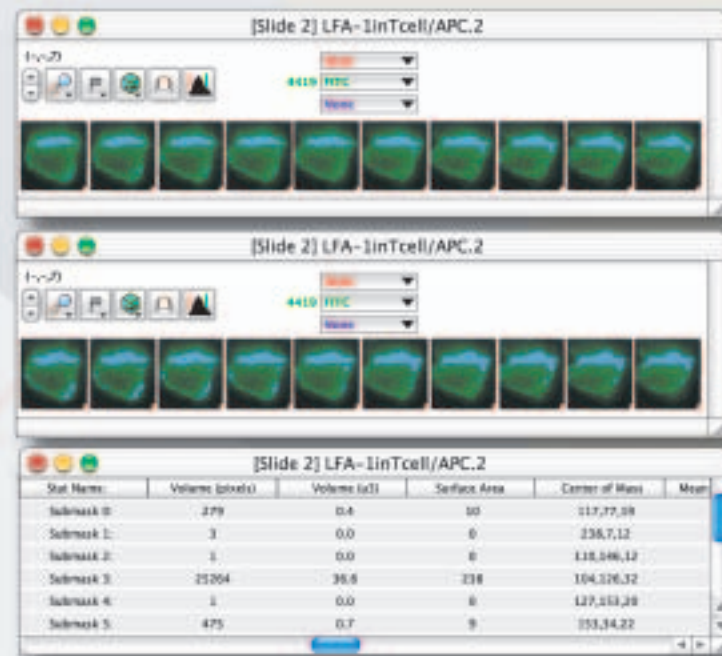 [Slide 2] LFA-1inTcell/APC.2
4419 FITC
None
[Slide 2] LFA-1inTcell/APC.2
4419 FITC
None
[Slide 2] LFA-1inTcell/APC.2
Stat Name: Volume (pixels) Volume (u3) Surface Area Center of Mass Mean
Submask 0: 279 0.4 10 117,77,19
Submask 1: 3 0.0 0 238,7,12
Submask 2: 1 0.0 0 110,146,12
Submask 3: 25264 36.6 238 104,126,32
Submask 4: 1 0.0 0 127,153,20
Submask 5: 475 0.7 9 153,34,22